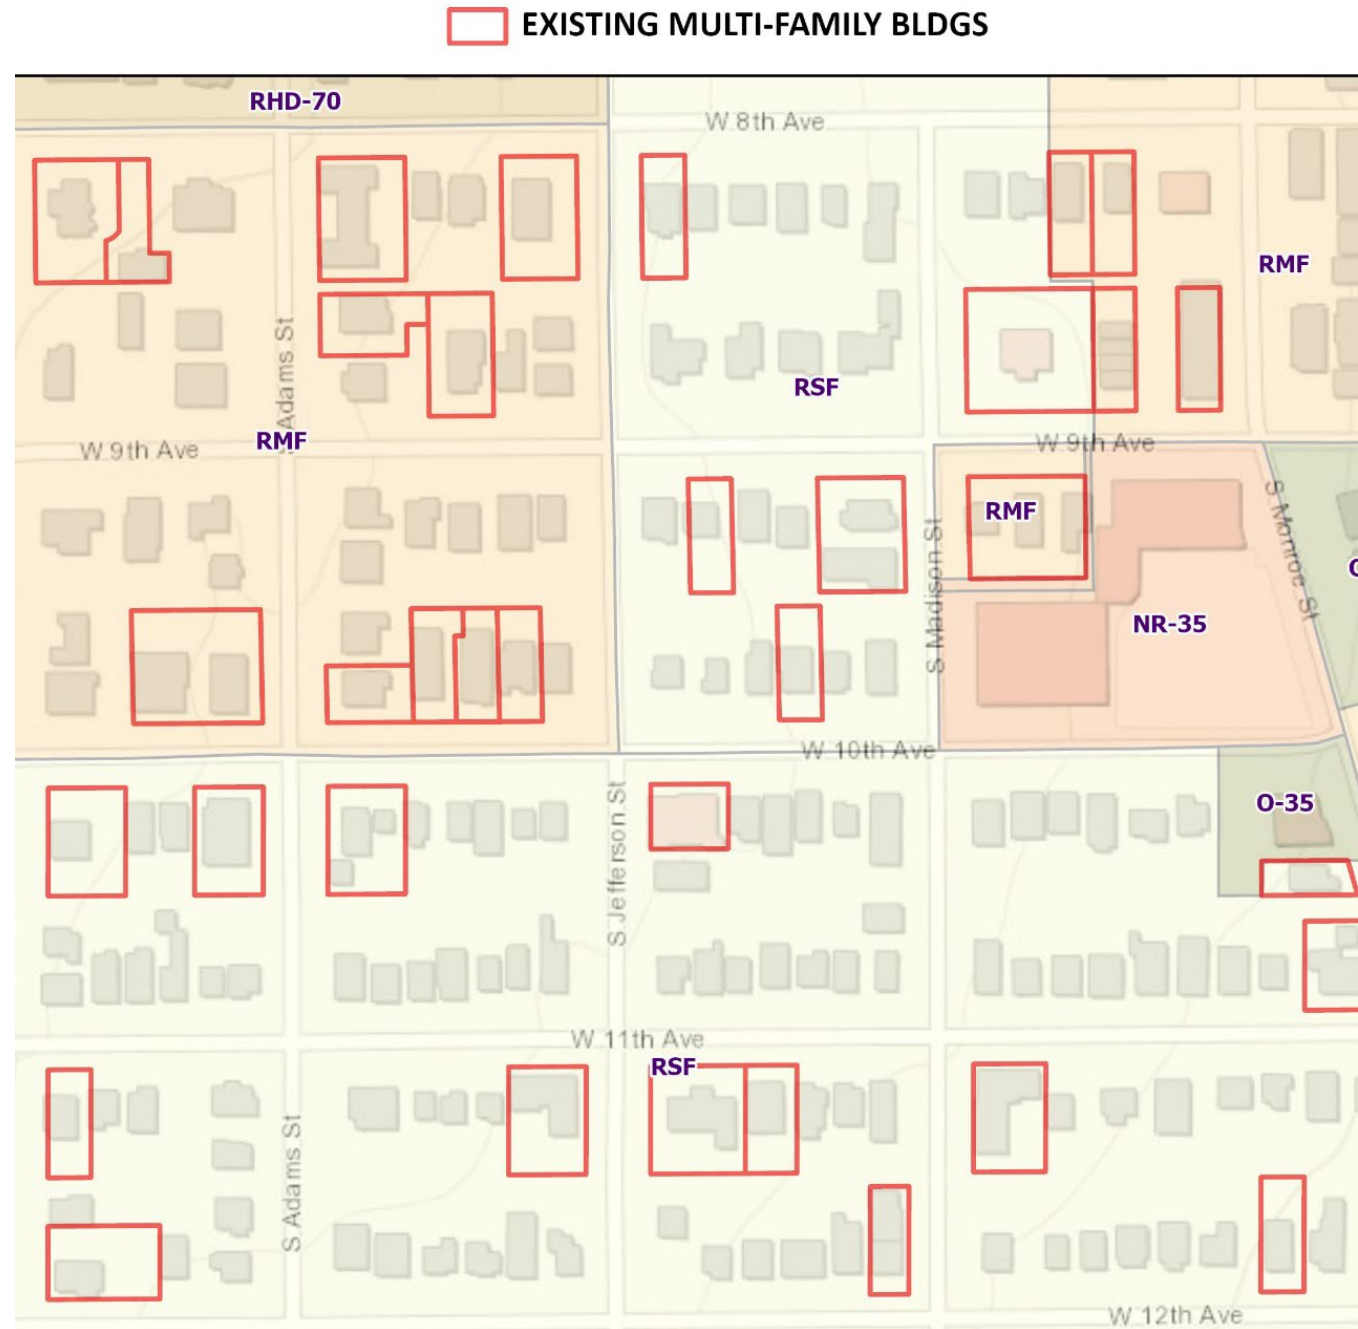 EXISTING MULTI-FAMILY BLDGS
RHD-70
W 8th Ave
RMF
RSF
S Adams St
W 9th Ave
RMF
W 9th Ave
RMF
S Madison St
S Monroe St
NR-35
W 10th Ave
O-35
S Jefferson St
W 11th Ave
RSF
S Adams St
W 12th Ave